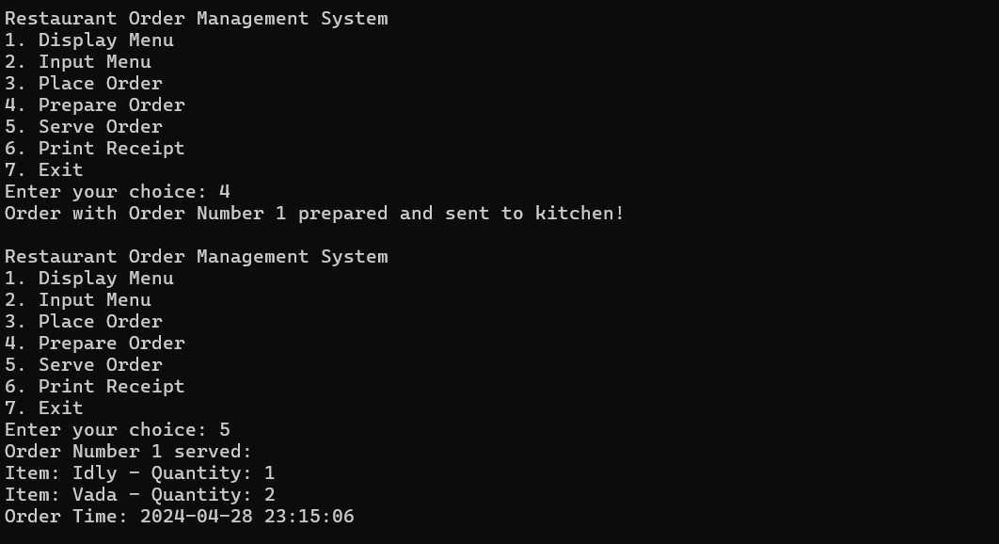 Restaurant Order Management System
1. Display Menu
2. Input Menu
3. Place Order
4. Prepare Order
5. Serve Order
6. Print Receipt
7. Exit
Enter your choice: 4
Order with Order Number 1 prepared and sent to kitchen!

Restaurant Order Management System
1. Display Menu
2. Input Menu
3. Place Order
4. Prepare Order
5. Serve Order
6. Print Receipt
7. Exit
Enter your choice: 5
Order Number 1 served:
Item: Idly - Quantity: 1
Item: Vada - Quantity: 2
Order Time: 2024-04-28 23:15:06